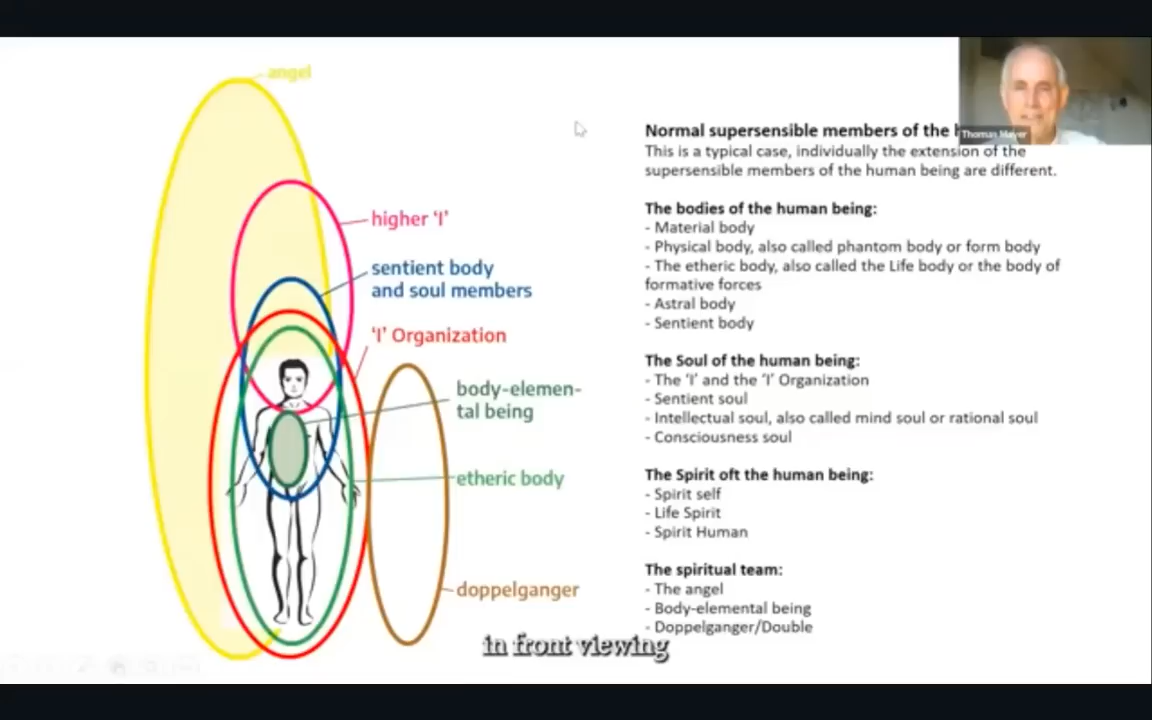 angel
higher ‘I’
sentient body
and soul members
‘I’ Organization
body-elemen-
tal being
etheric body
doppelganger
Normal supersensible members of the
This is a typical case, individually the extension of the
supersensible members of the human being are different.
The bodies of the human being:
- Material body
- Physical body, also called phantom body or form body
- The etheric body, also called the Life body or the body of
formative forces
- Astral body
- Sentient body
The Soul of the human being:
- The ‘I’ and the ‘I’ Organization
- Sentient soul
- Intellectual soul, also called mind soul or rational soul
- Consciousness soul
The Spirit oft the human being:
- Spirit self
- Life Spirit
- Spirit Human
The spiritual team:
- The angel
- Body-elemental being
- Doppelganger/Double
Thomas Mayer
in front viewing